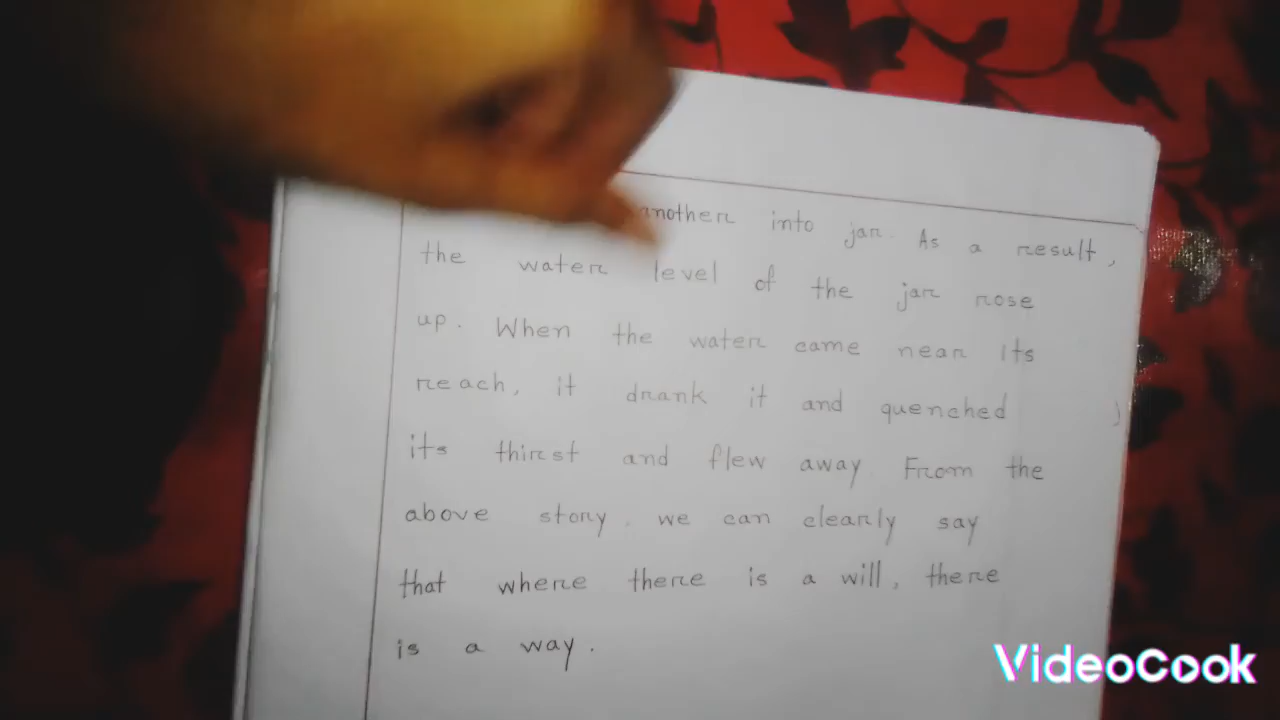 another into jar. As a result,
the water level of the jar rose
up. When the water came near its
reach, it drank it and quenched
its thirst and flew away. From the
above story. we can clearly say
that where there is a will, there
is a way.
VideoCook